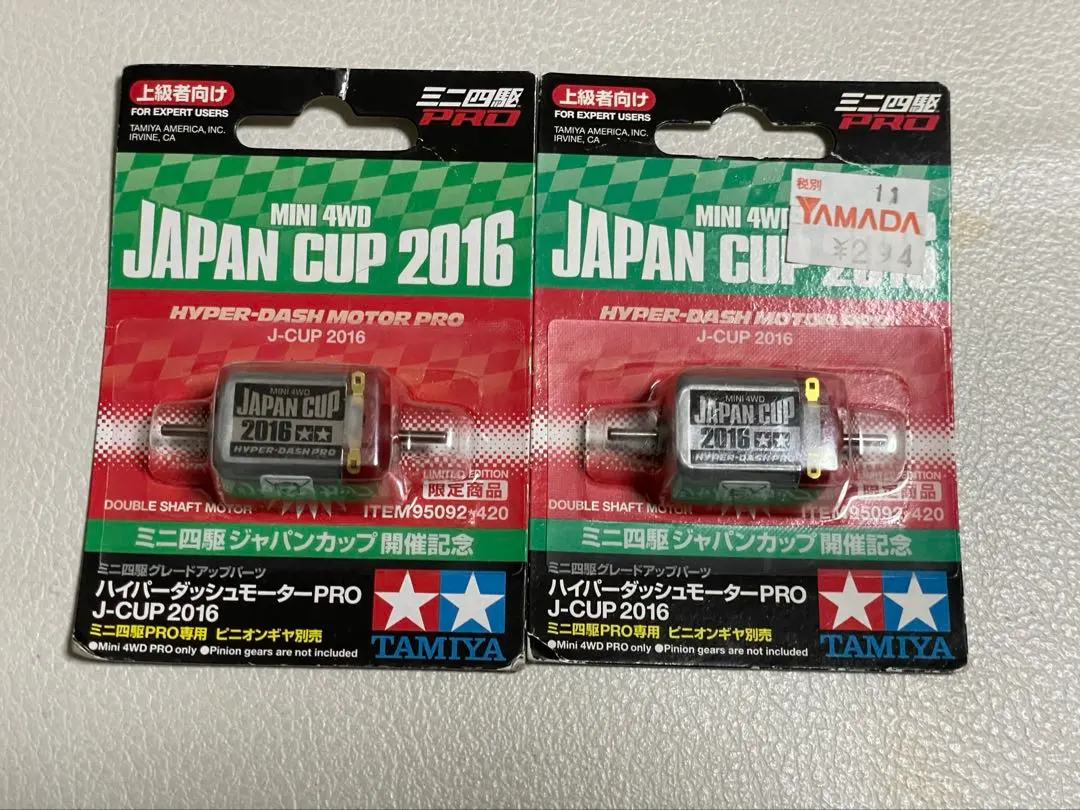 上級者向け
FOR EXPERT USERS
TAMIYA AMERICA, INC.
IRVINE, CA
ミニ四駆
PRO
MINI 4WD
JAPAN CUP 2016
HYPER-DASH MOTOR PRO
J-CUP 2016
MINI 4WD
JAPAN CUP
2016
HYPER-DASH PRO
LIMITED EDITION
限定商品
DOUBLE SHAFT MOTOR
ITEM 95092*420
ミニ四駆ジャパンカップ開催記念
ミニ四駆グレードアップパーツ
ハイパーダッシュモーターPRO
J-CUP 2016
ミニ四駆PRO専用 ピニオンギヤ別売
●Mini 4WD PRO only ●Pinion gears are not included
TAMIYA
上級者向け
FOR EXPERT USERS
TAMIYA AMERICA, INC.
IRVINE, CA
ミニ四駆
PRO
税別 11
YAMADA
¥294
MINI 4WD
JAPAN CUP 2016
HYPER-DASH MOTOR
J-CUP 2016
MINI 4WD
JAPAN CUP
2016
HYPER-DASH PRO
LIMITED EDITION
限定商品
DOUBLE SHAFT MOTOR
ITEM 95092*420
ミニ四駆ジャパンカップ開催記念
ミニ四駆グレードアップパーツ
ハイパーダッシュモーターPRO
J-CUP 2016
ミニ四駆PRO専用 ピニオンギヤ別売
●Mini 4WD PRO only ●Pinion gears are not included
TAMIYA